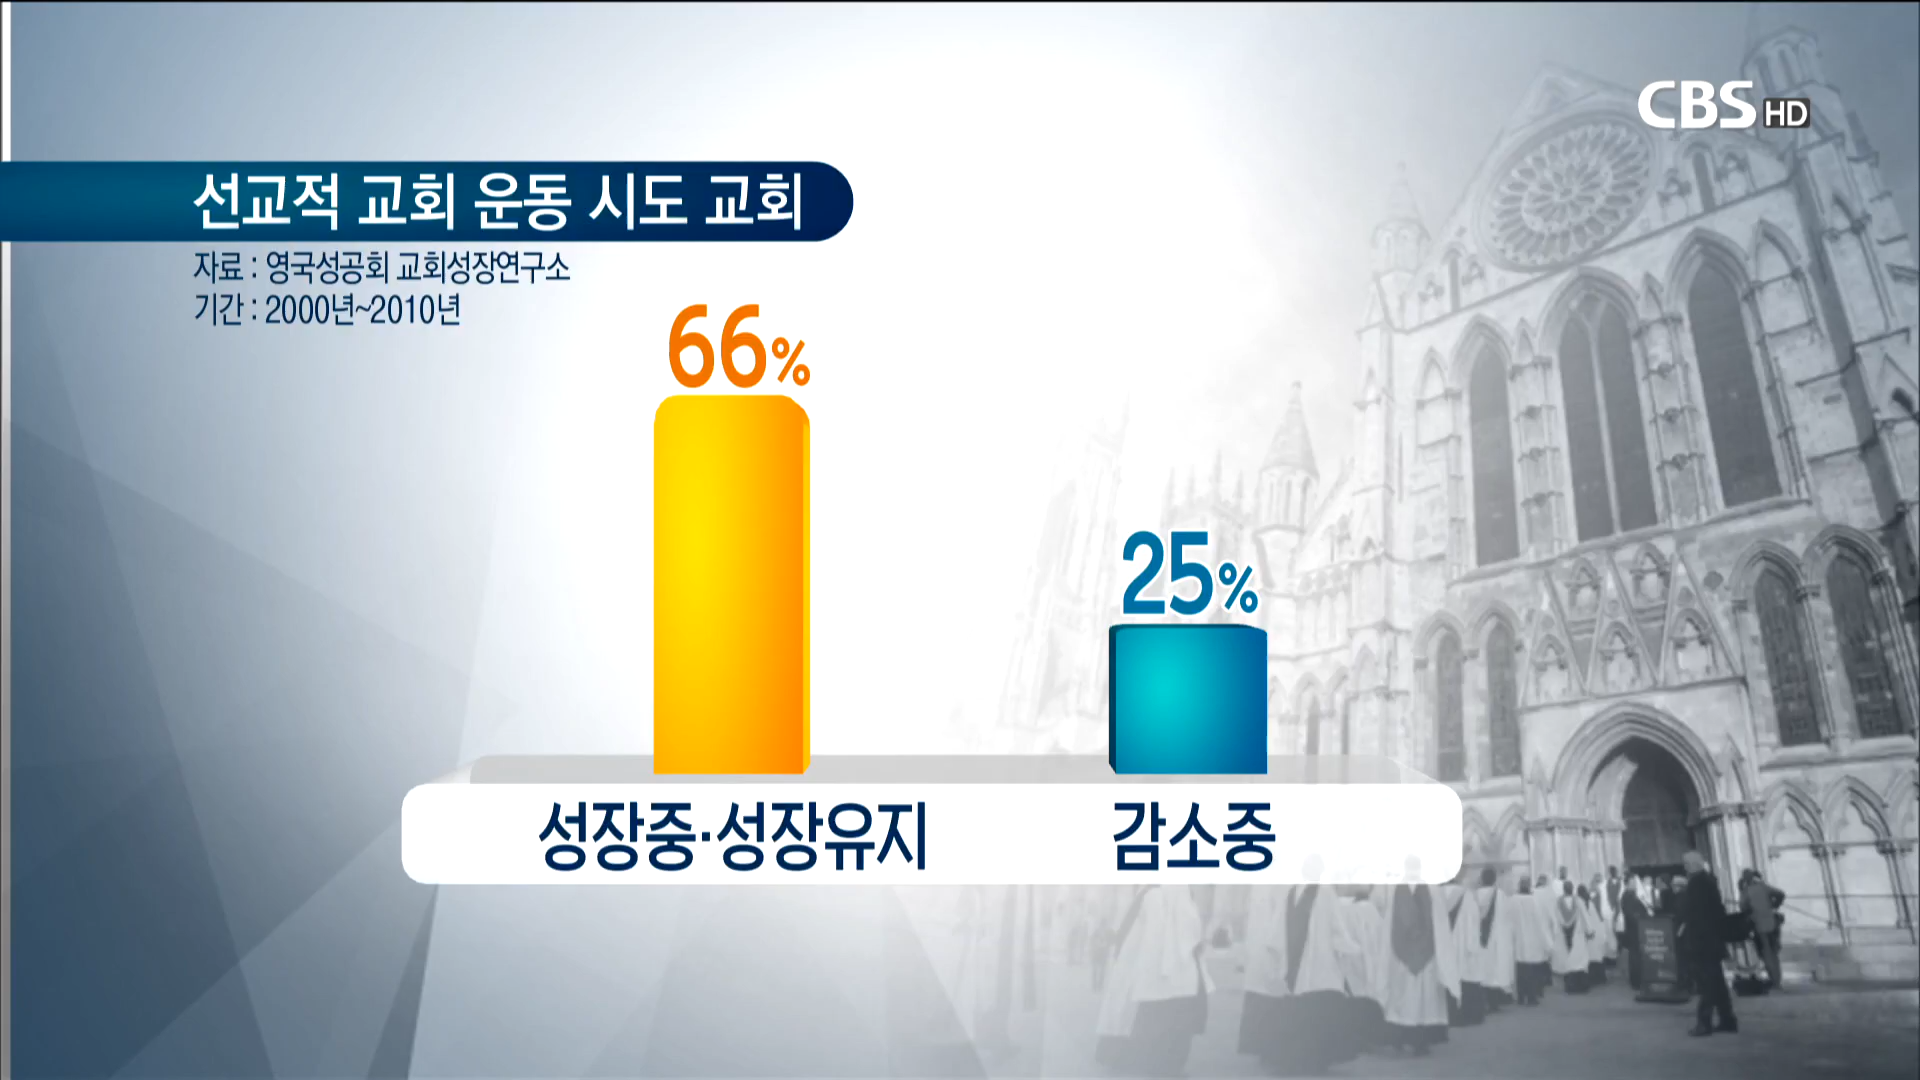 CBS HD
선교적 교회 운동 시도 교회
자료 : 영국성공회 교회성장연구소
기간 : 2000년~2010년
66%
25%
성장중·성장유지
감소중